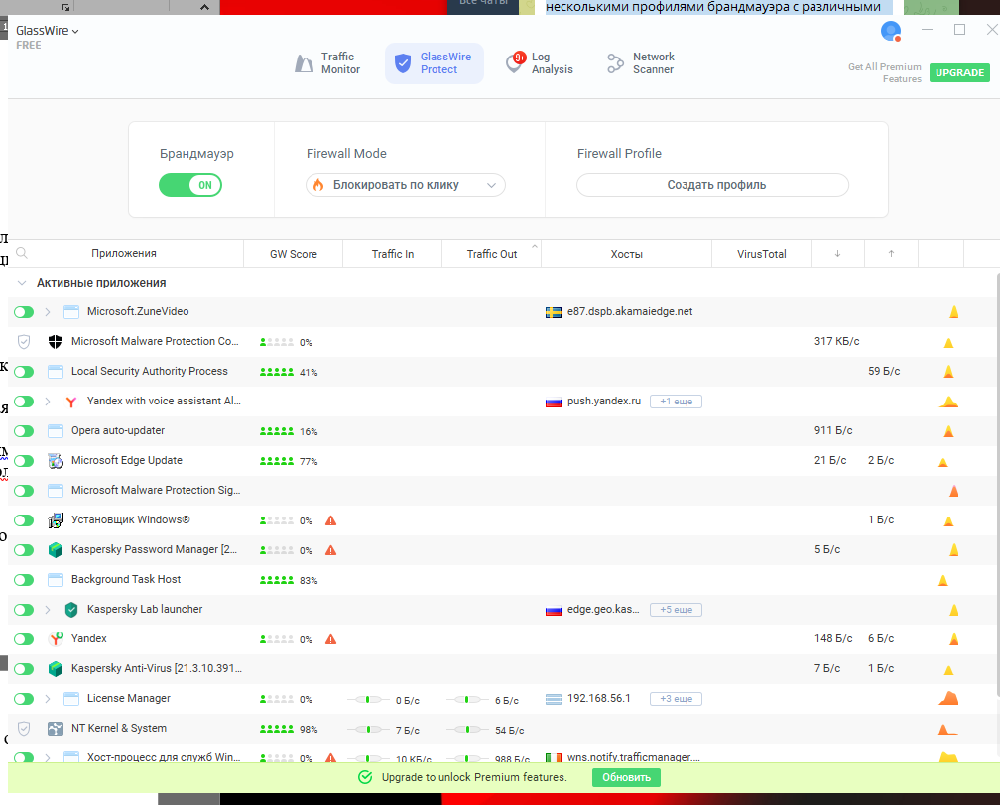 Все чаты
несколькими профилями брандмауэра с различными
GlassWire
FREE
Traffic
Monitor
GlassWire
Protect
9+
Log
Analysis
Network
Scanner
Get All Premium
Features
UPGRADE
Брандмауэр
ON
Firewall Mode
Блокировать по клику
Firewall Profile
Создать профиль
Приложения GW Score Traffic In Traffic Out Хосты VirusTotal ↓ ↑
Активные приложения
Microsoft.ZuneVideo e87.dspb.akamaiedge.net
Microsoft Malware Protection Co... 0% 317 КБ/с
Local Security Authority Process 41% 59 Б/с
Yandex with voice assistant Al... push.yandex.ru +1 еще
Opera auto-updater 16% 911 Б/с
Microsoft Edge Update 77% 21 Б/с 2 Б/с
Microsoft Malware Protection Sig...
Установщик Windows® 0% 1 Б/с
Kaspersky Password Manager [2... 0% 5 Б/с
Background Task Host 83%
Kaspersky Lab launcher edge.geo.kas... +5 еще
Yandex 0% 148 Б/с 6 Б/с
Kaspersky Anti-Virus [21.3.10.391... 7 Б/с 1 Б/с
License Manager 0% 0 Б/с 6 Б/с 192.168.56.1 +3 еще
NT Kernel & System 98% 7 Б/с 54 Б/с
Хост-процесс для служб Win... 0% 10 КБ/с 988 Б/с wns.notify.trafficmanager....
Upgrade to unlock Premium features.
Обновить